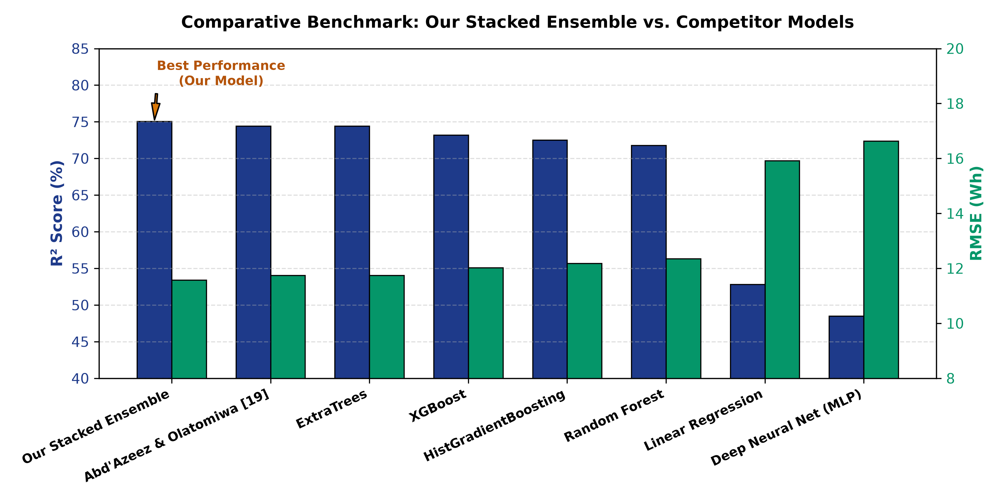 Comparative Benchmark: Our Stacked Ensemble vs. Competitor Models
Best Performance
(Our Model)
R² Score (%)
85
80
75
70
65
60
55
50
45
40
RMSE (Wh)
20
18
16
14
12
10
8
Our Stacked Ensemble
Abd'Azeez & Olatomiwa [19]
ExtraTrees
XGBoost
HistGradientBoosting
Random Forest
Linear Regression
Deep Neural Net (MLP)